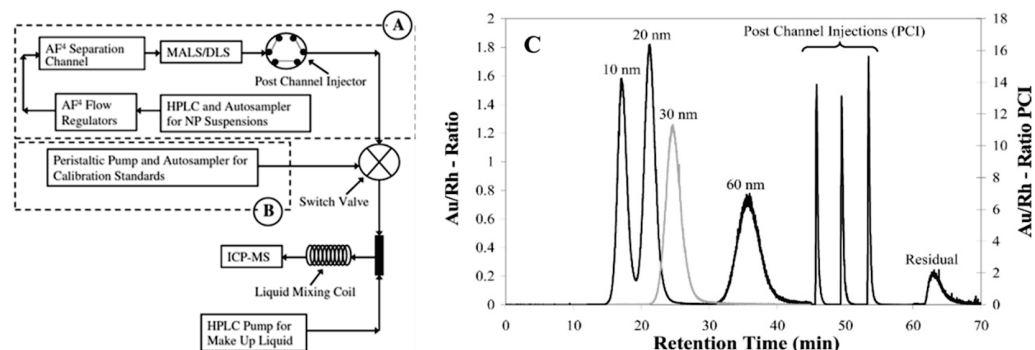 A
AF⁴ Separation
Channel
MALS/DLS
Post Channel Injector
AF⁴ Flow
Regulators
HPLC and Autosampler
for NP Suspensions
Peristaltic Pump and Autosampler for
Calibration Standards
Switch Valve
B
ICP-MS
Liquid Mixing Coil
HPLC Pump for
Make Up Liquid
C
Au/Rh - Ratio
2
1.8
1.6
1.4
1.2
1
0.8
0.6
0.4
0.2
0
10 nm
20 nm
30 nm
60 nm
Post Channel Injections (PCI)
Residual
18
16
14
12
10
8
6
4
2
0
Au/Rh - Ratio PCI
0 10 20 30 40 50 60 70
Retention Time (min)